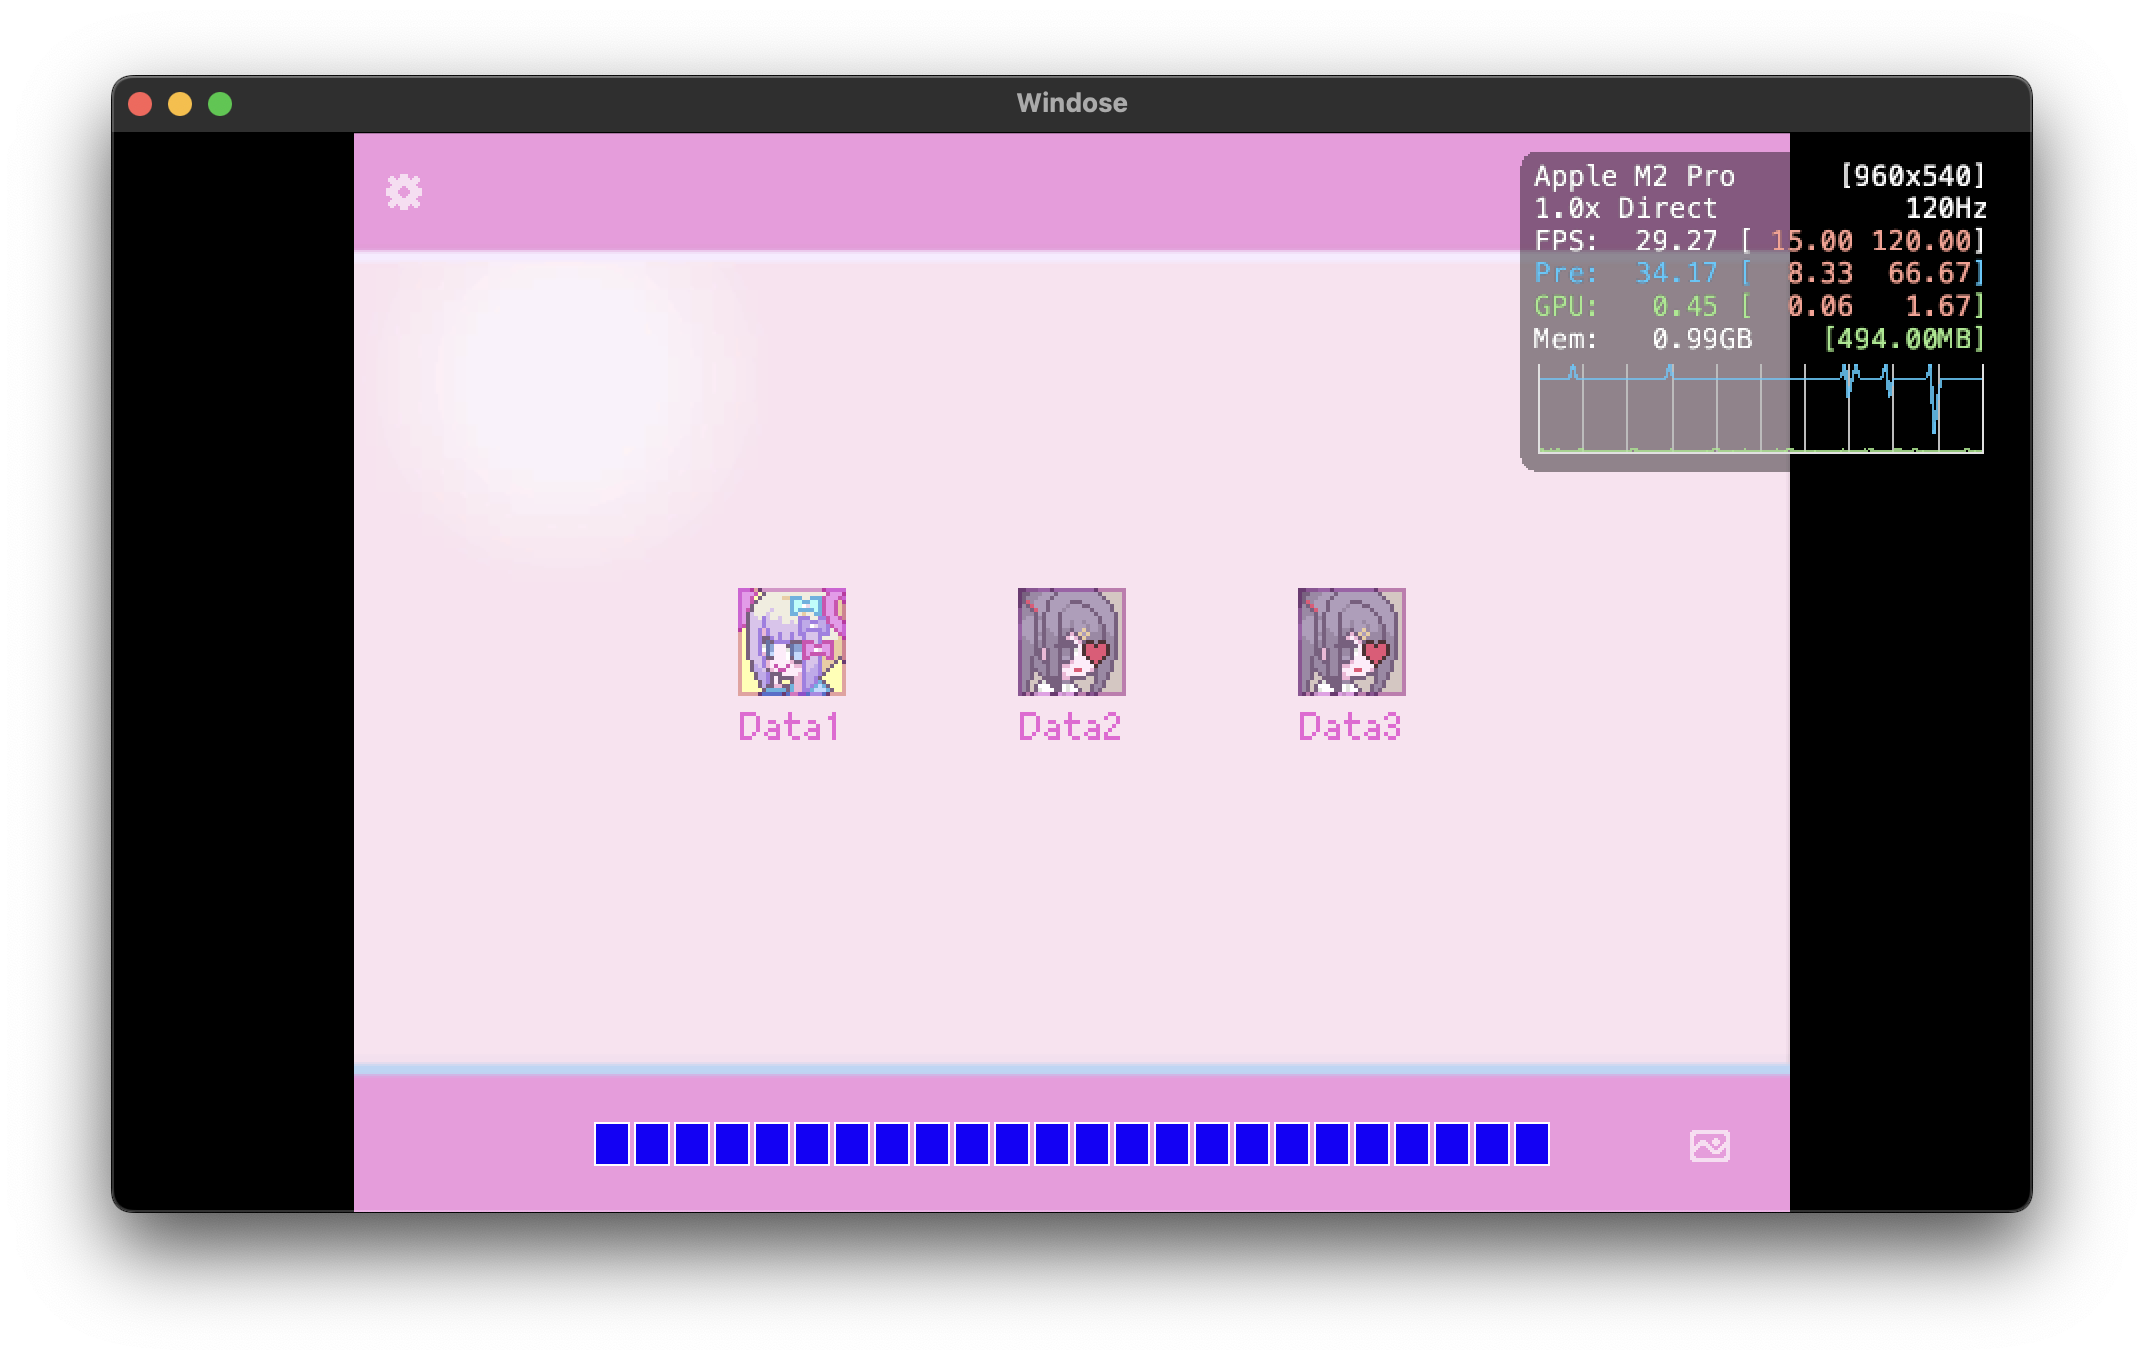 Windose
Apple M2 Pro [960x540]
1.0x Direct 120Hz
FPS: 29.27 [ 15.00 120.00]
Pre: 34.17 [ 8.33 66.67]
GPU: 0.45 [ 0.06 1.67]
Mem: 0.99GB [494.00MB]
Data1 Data2 Data3